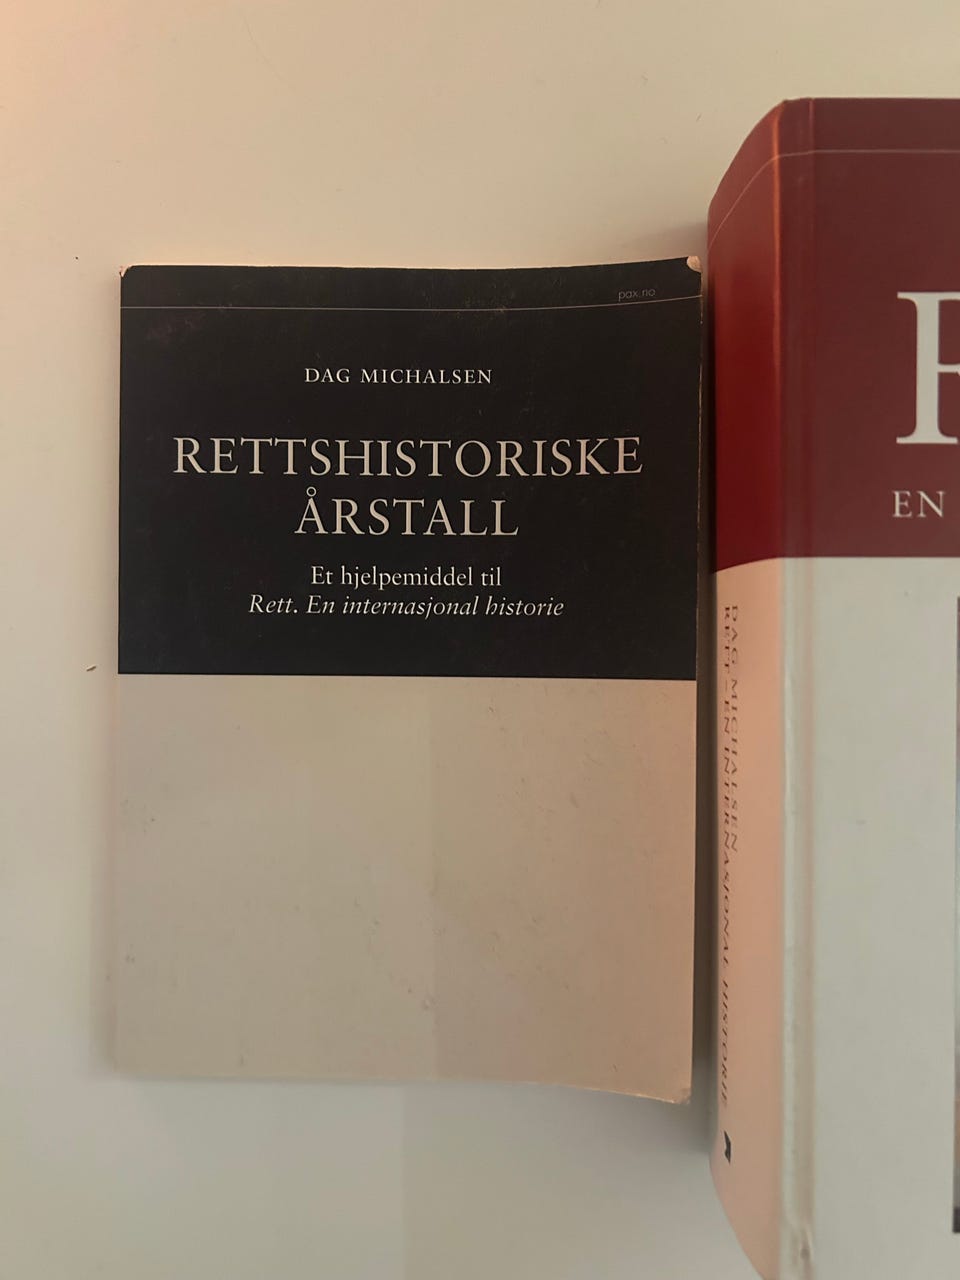 pax.no
DAG MICHALSEN
RETTSHISTORISKE
ÅRSTALL
Et hjelpemiddel til
Rett. En internasjonal historie
R
EN
DAG MICHALSEN
RETT – EN INTERNASJONAL HISTORIE